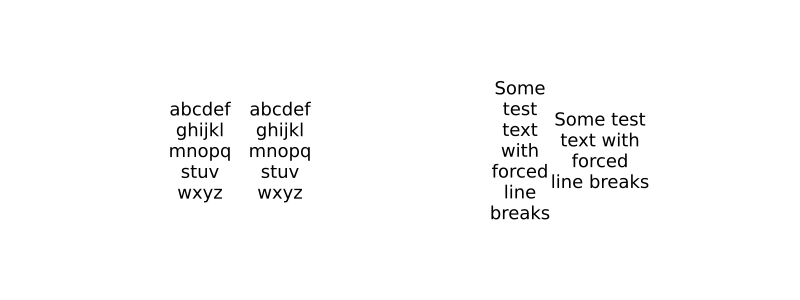 abcdef
ghijkl
mnopq
stuv
wxyz
abcdef
ghijkl
mnopq
stuv
wxyz
Some
test
text
with
forced
line
breaks
Some test
text with
forced
line breaks